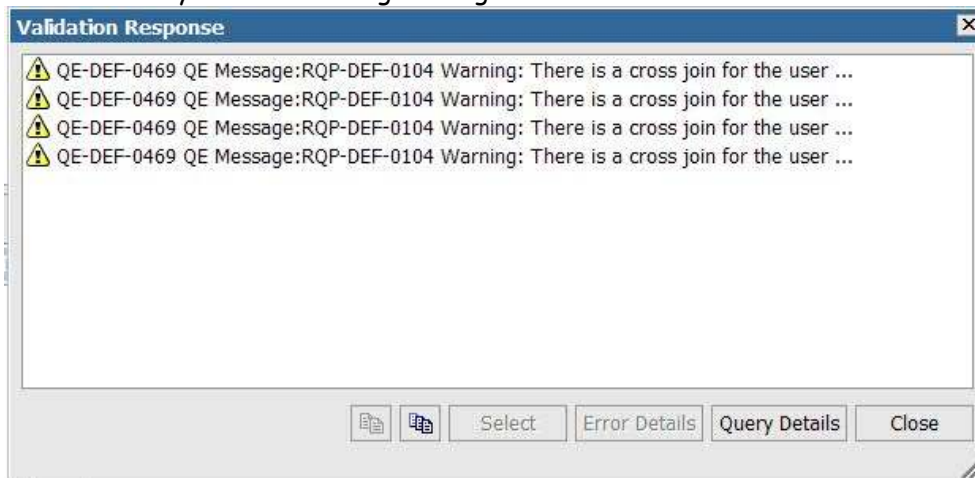 Validation Response
QE-DEF-0469 QE Message:RQP-DEF-0104 Warning: There is a cross join for the user ...
QE-DEF-0469 QE Message:RQP-DEF-0104 Warning: There is a cross join for the user ...
QE-DEF-0469 QE Message:RQP-DEF-0104 Warning: There is a cross join for the user ...
QE-DEF-0469 QE Message:RQP-DEF-0104 Warning: There is a cross join for the user ...
Select Error Details Query Details Close